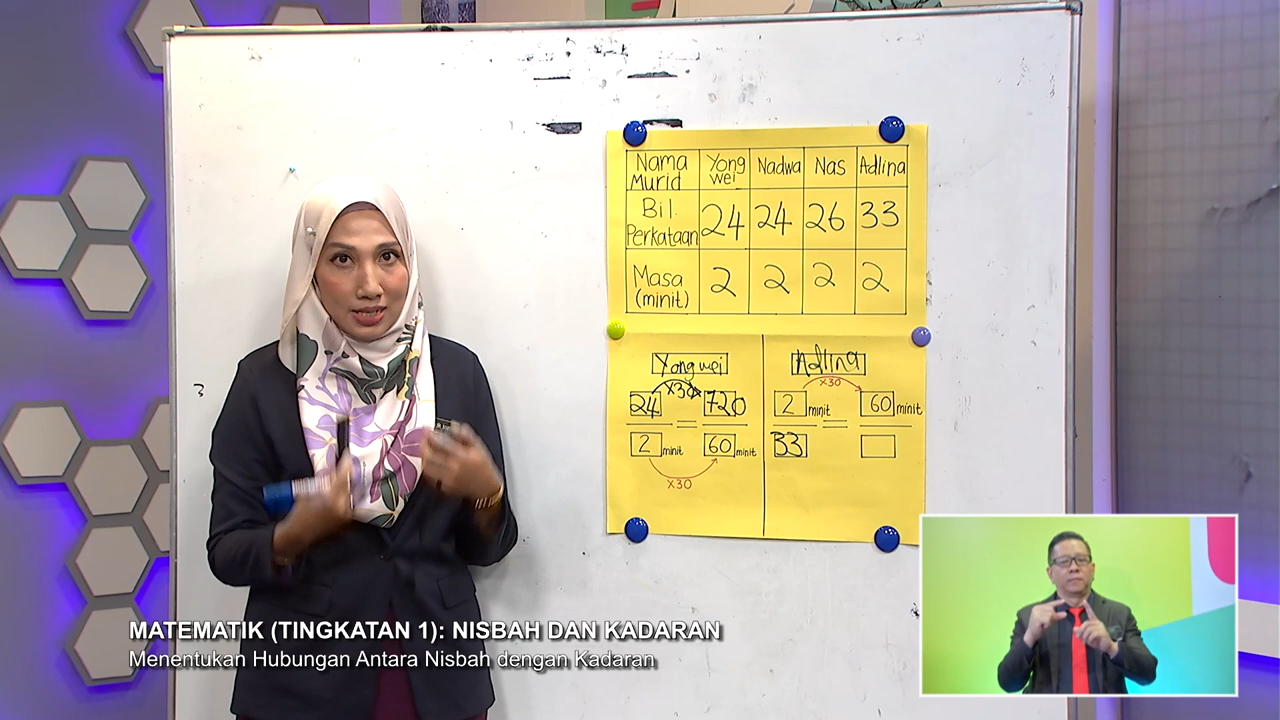 Nama Murid Yong wei Nadwa Nas Adlina
Bil. Perkataan 24 24 26 33
Masa (minit) 2 2 2 2
Yong wei
x30
24 = 720
2 minit 60 minit
x30
Adlina
x30
2 minit = 60 minit
33
3
MATEMATIK (TINGKATAN 1): NISBAH DAN KADARAN
Menentukan Hubungan Antara Nisbah dengan Kadaran